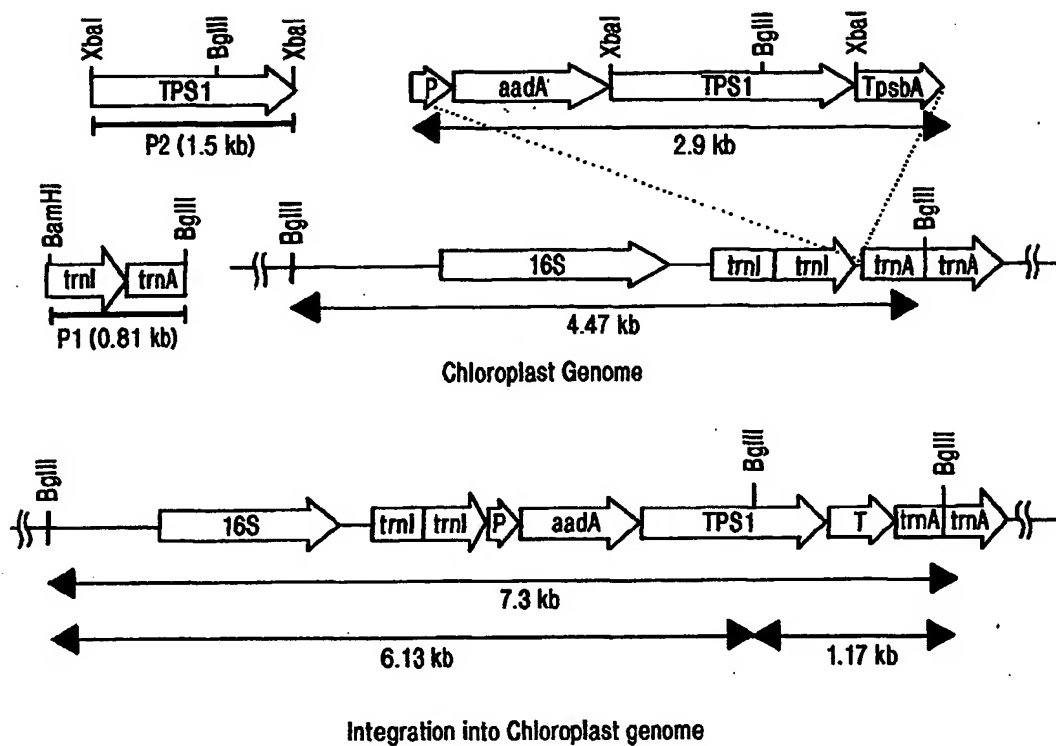 XbaI
BglII
XbaI
TPS1
P2 (1.5 kb)
XbaI
BglII
XbaI
P
aadA
TPS1
TpsbA
2.9 kb
BamHI
BglII
trnI
trnA
P1 (0.81 kb)
BglII
BglII
16S
trnI
trnI
trnA
trnA
4.47 kb
Chloroplast Genome
BglII
BglII
BglII
16S
trnI
trnI
P
aadA
TPS1
T
trnA
trnA
7.3 kb
6.13 kb
1.17 kb
Integration into Chloroplast genome